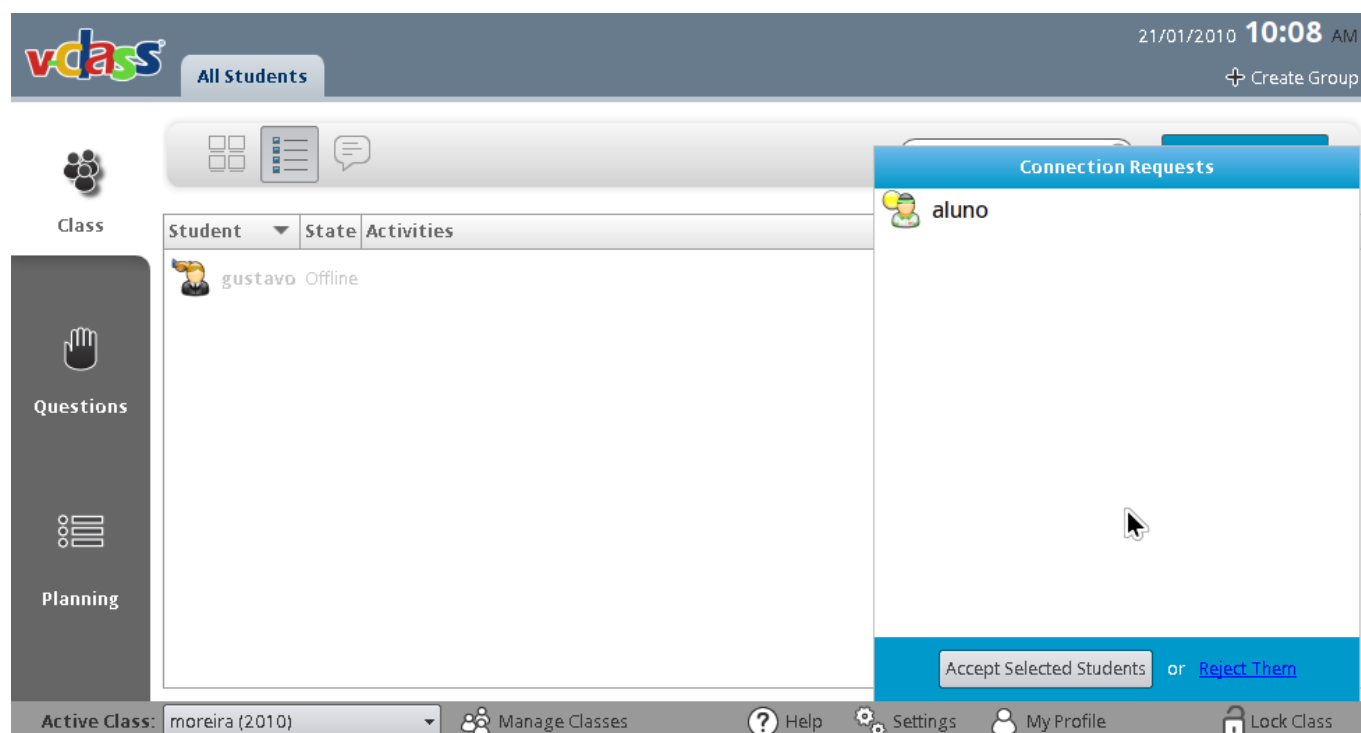 21/01/2010 10:08 AM
v-class
All Students
Create Group
Connection Requests
aluno
Class
Student State Activities
gustavo Offline
Questions
Planning
Accept Selected Students or Reject Them
Active Class: moreira (2010) Manage Classes Help Settings My Profile Lock Class